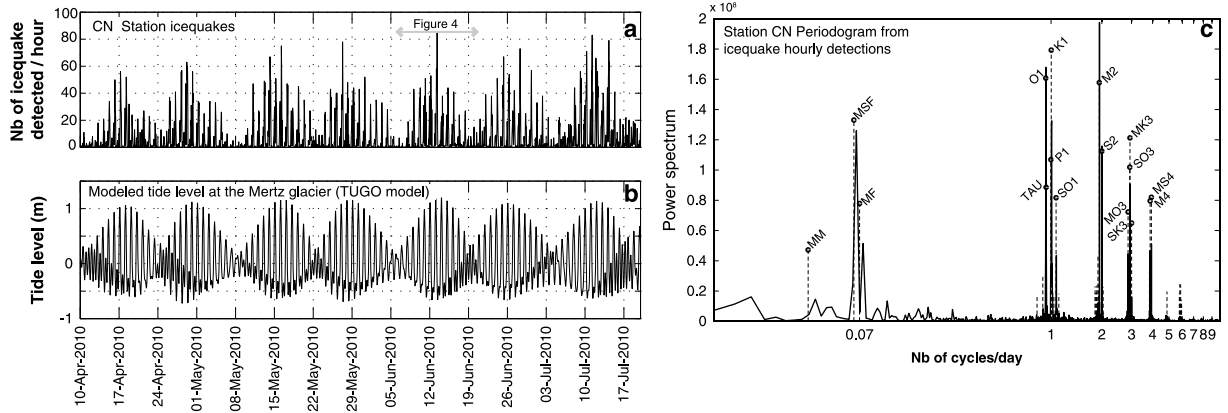 CN Station icequakes
Figure 4
a
Nb of icequake
detected / hour
100
80
60
40
20
0
Modeled tide level at the Mertz glacier (TUGO model)
b
Tide level (m)
1
0
-1
10-Apr-2010
17-Apr-2010
24-Apr-2010
01-May-2010
08-May-2010
15-May-2010
22-May-2010
29-May-2010
05-Jun-2010
12-Jun-2010
19-Jun-2010
26-Jun-2010
03-Jul-2010
10-Jul-2010
17-Jul-2010
2 x 10⁸
Station CN Periodogram from
icequake hourly detections
c
Power spectrum
1.8
1.6
1.4
1.2
1
0.8
0.6
0.4
0.2
0
MM
MSF
MF
O1
K1
P1
TAU
SO1
M2
S2
MK3
SO3
MO3
SK3
MS4
M4
0.07
1
2
3
4
5
6
7
8
9
Nb of cycles/day